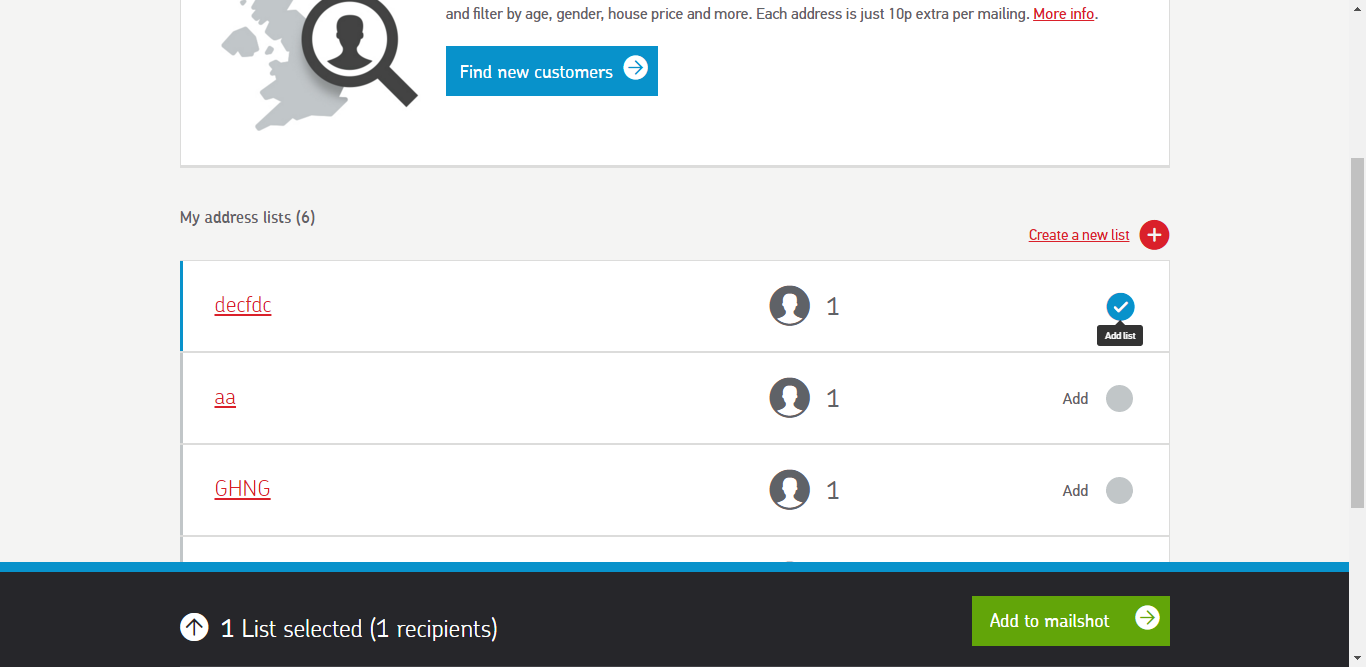 and filter by age, gender, house price and more. Each address is just 10p extra per mailing. More info.
Find new customers
My address lists (6)
Create a new list
decfdc
1
Add list
aa
1
Add
GHNG
1
Add
1 List selected (1 recipients)
Add to mailshot